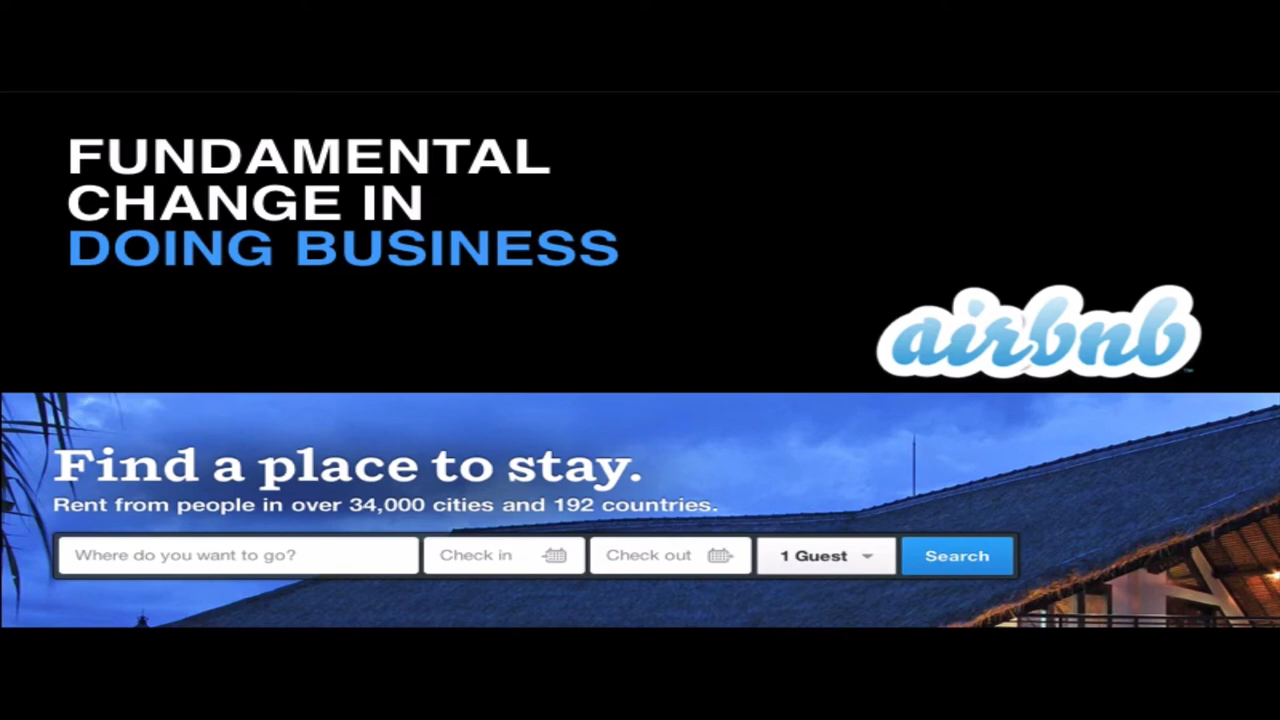 FUNDAMENTAL
CHANGE IN
DOING BUSINESS
airbnb
Find a place to stay.
Rent from people in over 34,000 cities and 192 countries.
Where do you want to go? Check in Check out 1 Guest Search